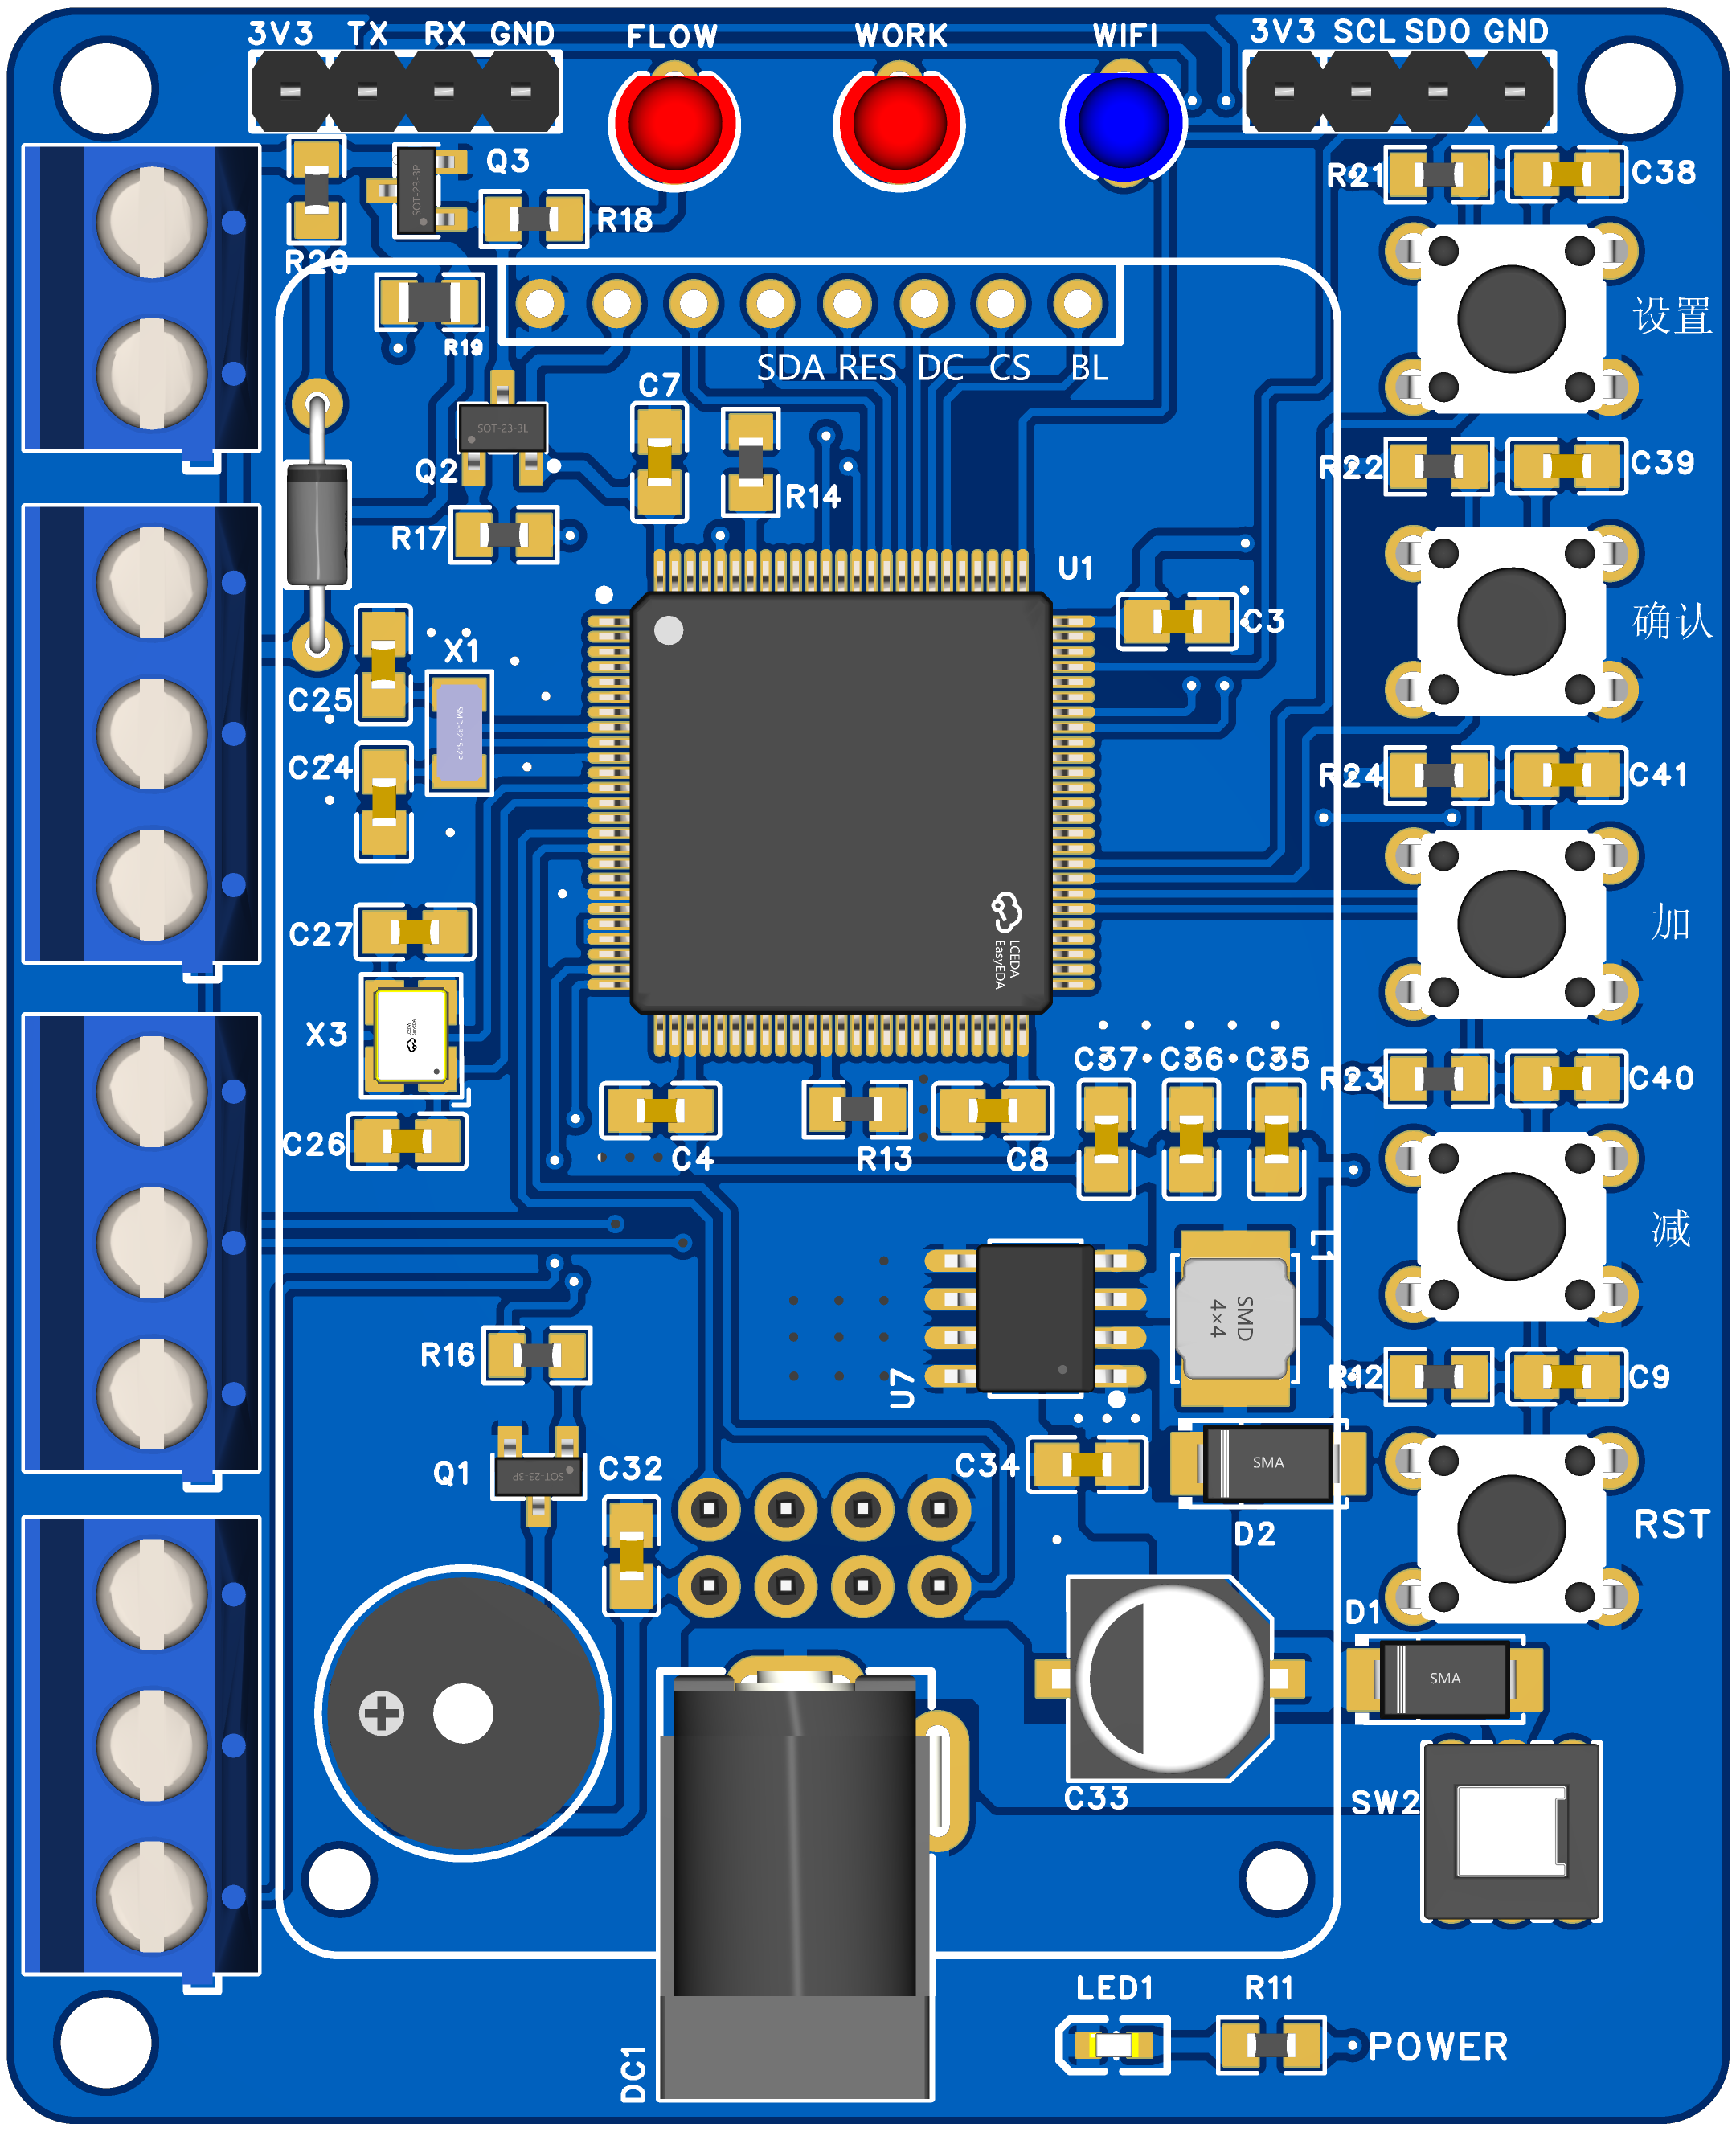 3V3 TX RX GND
FLOW
WORK
WIFI
3V3 SCL SDO GND
Q3
SOT-23-3P
R18
R20
R21
C38
设置
R19
SDA RES DC CS BL
C7
SOT-23-3L
Q2
R14
R17
R22
C39
U1
C3
确认
X1
C25
SMD-3215-2P
C24
R24
C41
LCEDA
EasyEDA
加
C27
X3
C37
C36
C35
R23
C40
C26
C4
R13
C8
减
L1
SMD
4×4
R16
U7
R12
C9
Q1
SOT-23-3P
C32
C34
SMA
D2
RST
D1
SMA
C33
SW2
LED1
R11
DC1
POWER